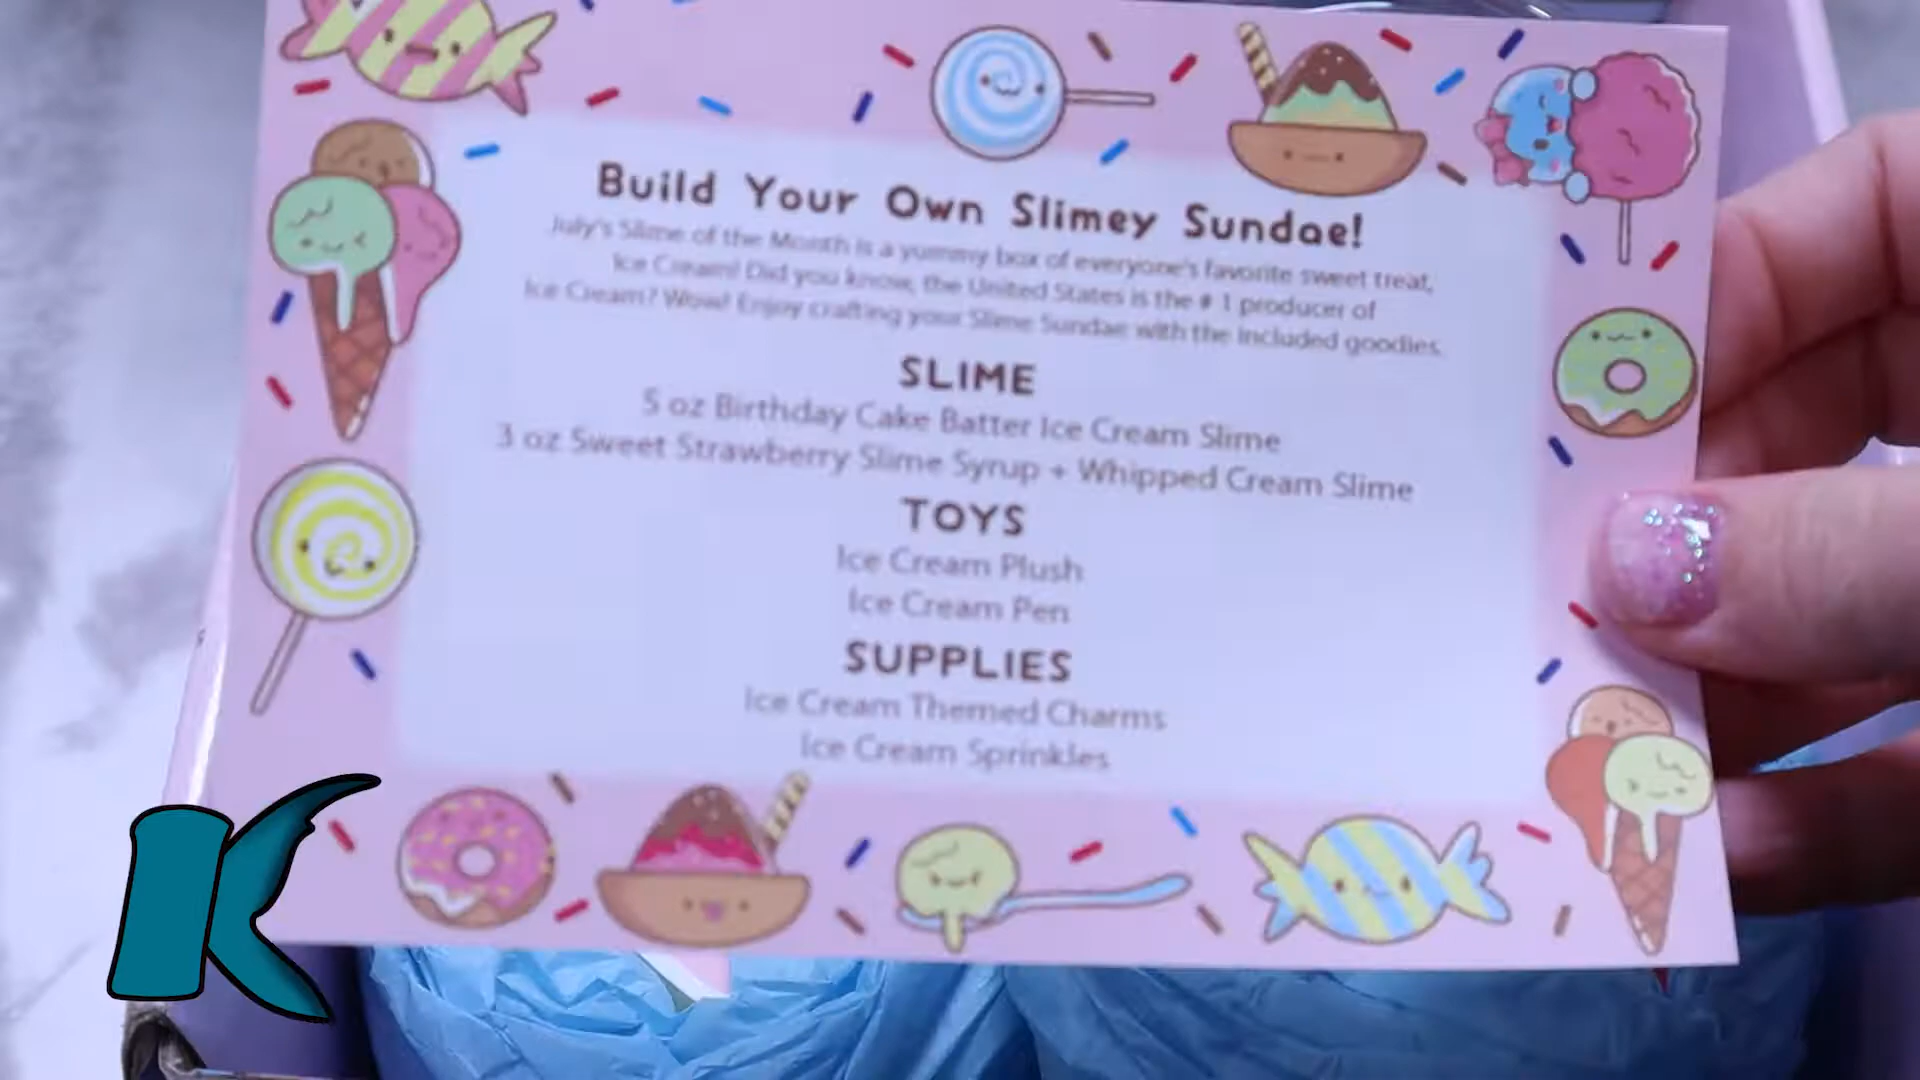 Build Your Own Slimey Sundae!
July's Slime of the Month is a yummy box of everyone's favorite sweet treat,
Ice Cream! Did you know, the United States is the # 1 producer of
Ice Cream? Wow! Enjoy crafting your Slime Sundae with the included goodies.
SLIME
5 oz Birthday Cake Batter Ice Cream Slime
3 oz Sweet Strawberry Slime Syrup + Whipped Cream Slime
TOYS
Ice Cream Plush
Ice Cream Pen
SUPPLIES
Ice Cream Themed Charms
Ice Cream Sprinkles
K